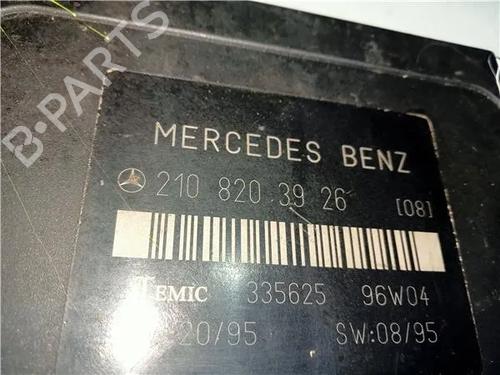 B-PARTS
MERCEDES BENZ
210 820 39 26 [08]
TEMIC 335625 96W04
20/95 SW:08/95